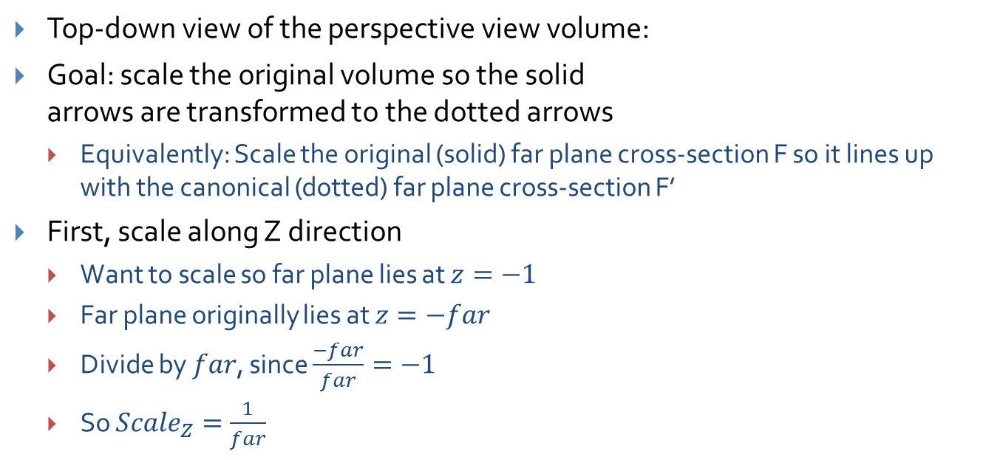 Top-down view of the perspective view volume:
Goal: scale the original volume so the solid
arrows are transformed to the dotted arrows
Equivalently: Scale the original (solid) far plane cross-section F so it lines up
with the canonical (dotted) far plane cross-section F’
First, scale along Z direction
Want to scale so far plane lies at z = −1
Far plane originally lies at z = −far
Divide by far, since −far/far = −1
So Scale_Z = 1/far